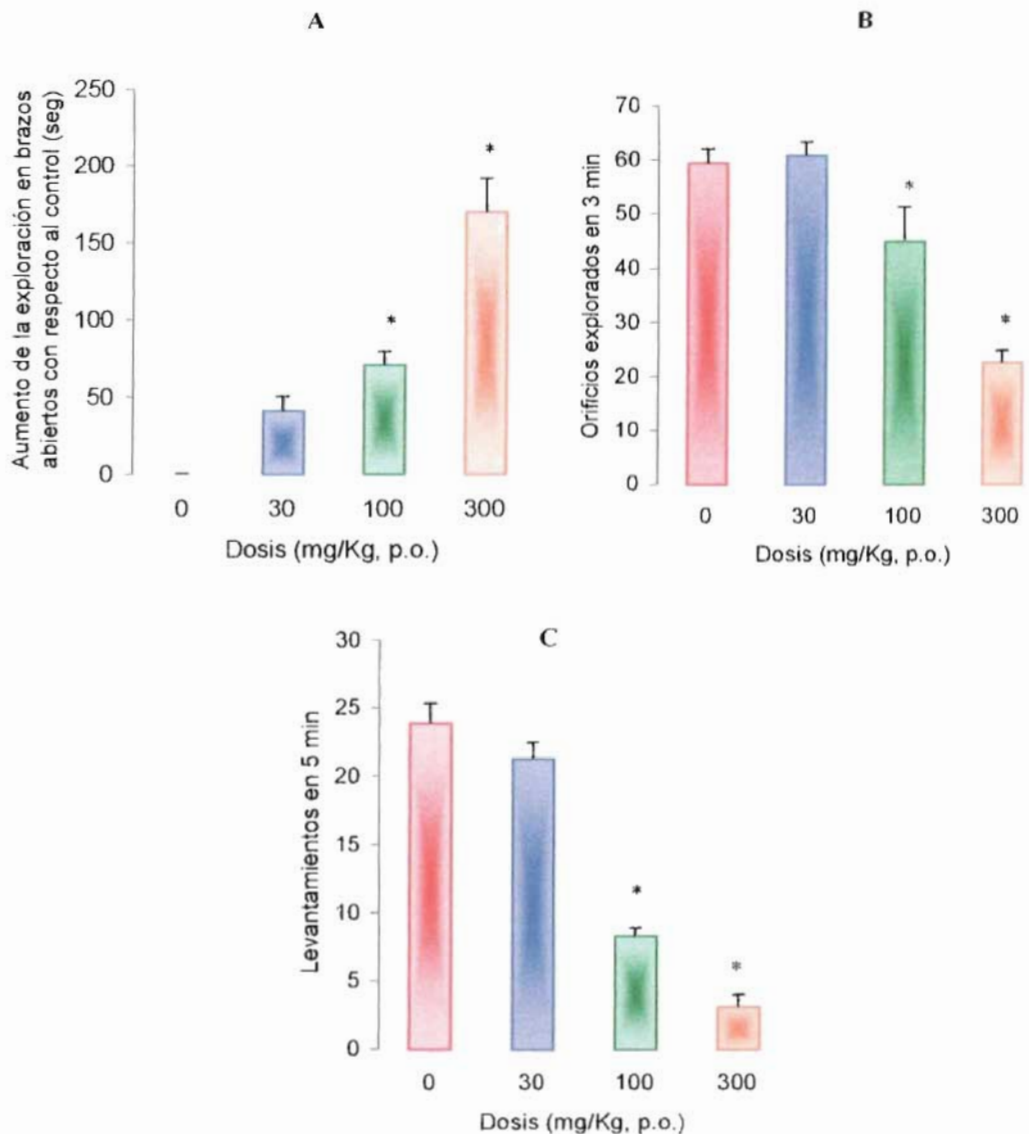 A
Aumento de la exploración en brazos
abiertos con respecto al control (seg)
250
200
150
100
50
0
*
*
0 30 100 300
Dosis (mg/Kg, p.o.)
B
Orificios explorados en 3 min
70
60
50
40
30
20
10
0
*
*
0 30 100 300
Dosis (mg/Kg, p.o.)
C
Levantamientos en 5 min
30
25
20
15
10
5
0
*
*
0 30 100 300
Dosis (mg/Kg, p.o.)